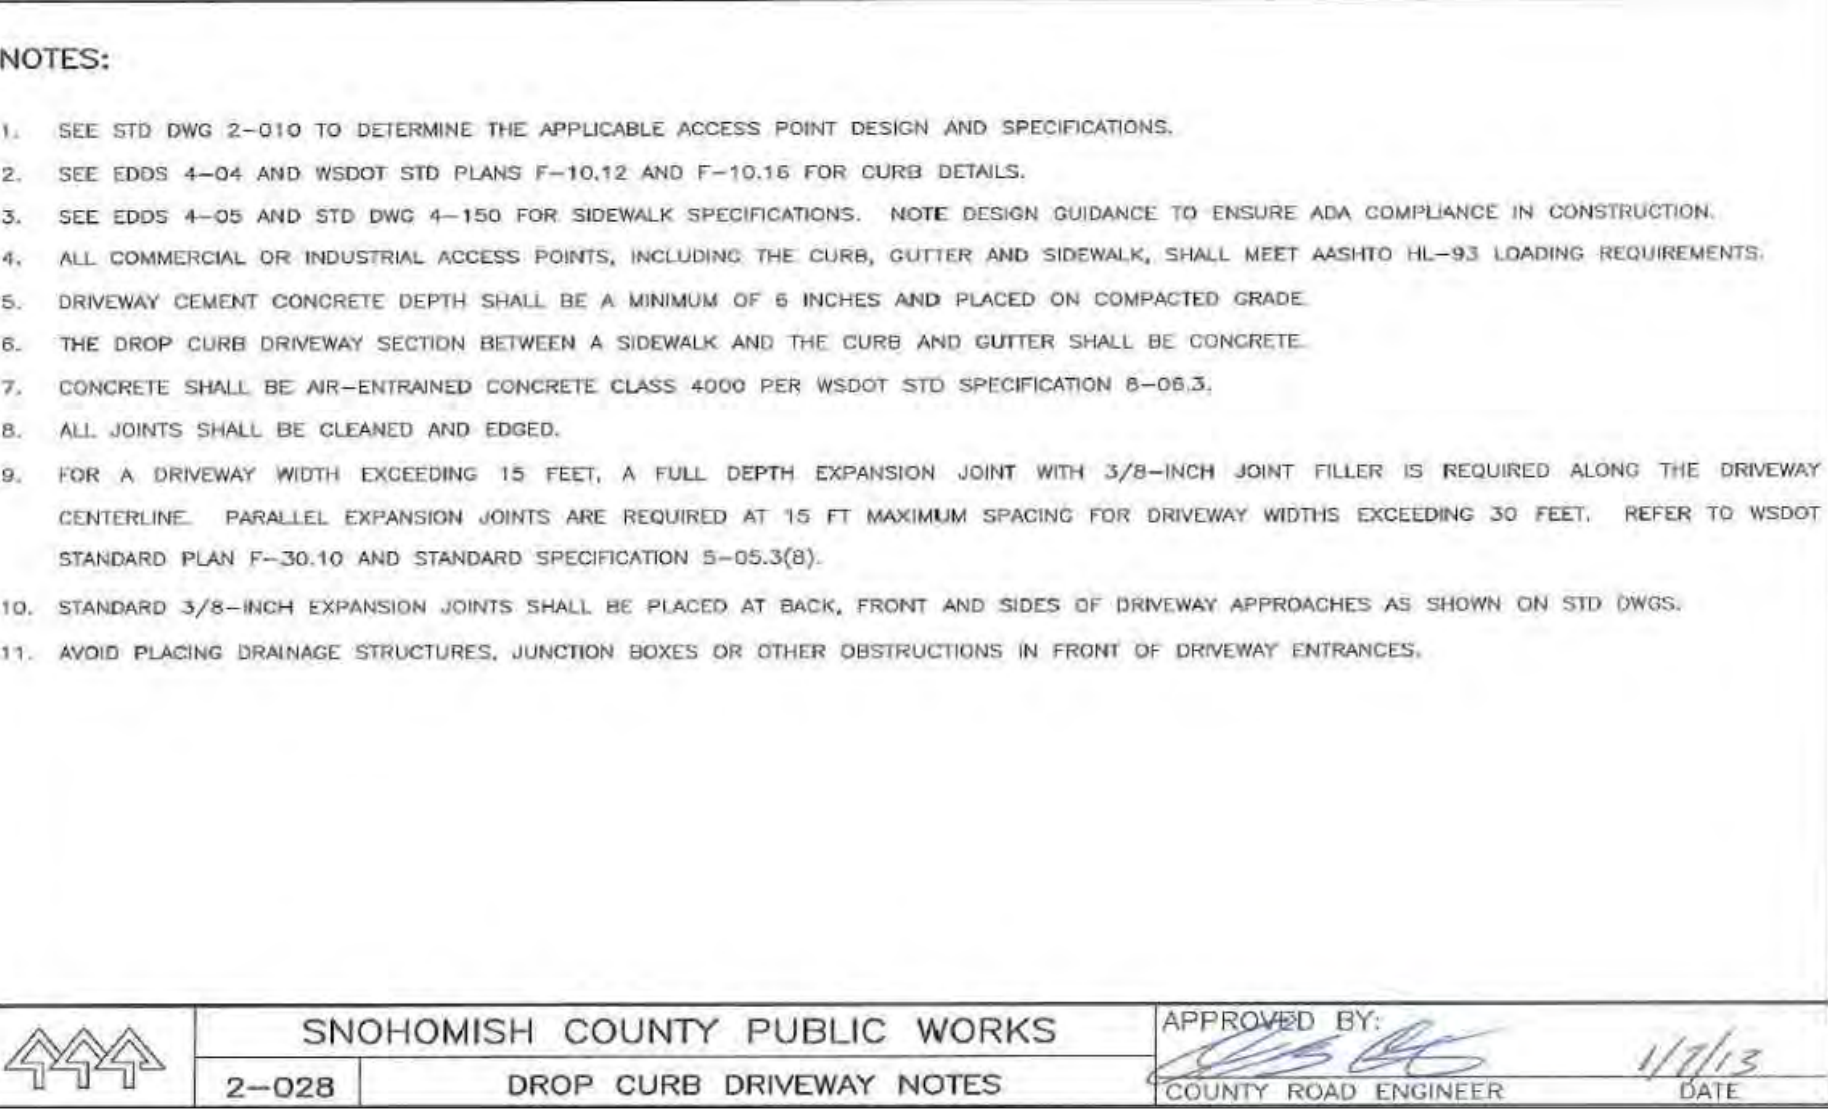 NOTES:
1. SEE STD DWG 2-010 TO DETERMINE THE APPLICABLE ACCESS POINT DESIGN AND SPECIFICATIONS.
2. SEE EDDS 4-04 AND WSDOT STD PLANS F-10.12 AND F-10.16 FOR CURB DETAILS.
3. SEE EDDS 4-05 AND STD DWG 4-150 FOR SIDEWALK SPECIFICATIONS. NOTE DESIGN GUIDANCE TO ENSURE ADA COMPLIANCE IN CONSTRUCTION.
4. ALL COMMERCIAL OR INDUSTRIAL ACCESS POINTS, INCLUDING THE CURB, GUTTER AND SIDEWALK, SHALL MEET AASHTO HL-93 LOADING REQUIREMENTS.
5. DRIVEWAY CEMENT CONCRETE DEPTH SHALL BE A MINIMUM OF 6 INCHES AND PLACED ON COMPACTED GRADE.
6. THE DROP CURB DRIVEWAY SECTION BETWEEN A SIDEWALK AND THE CURB AND GUTTER SHALL BE CONCRETE.
7. CONCRETE SHALL BE AIR-ENTRAINED CONCRETE CLASS 4000 PER WSDOT STD SPECIFICATION 8-06.3.
8. ALL JOINTS SHALL BE CLEANED AND EDGED.
9. FOR A DRIVEWAY WIDTH EXCEEDING 15 FEET, A FULL DEPTH EXPANSION JOINT WITH 3/8-INCH JOINT FILLER IS REQUIRED ALONG THE DRIVEWAY
CENTERLINE. PARALLEL EXPANSION JOINTS ARE REQUIRED AT 15 FT MAXIMUM SPACING FOR DRIVEWAY WIDTHS EXCEEDING 30 FEET. REFER TO WSDOT
STANDARD PLAN F-30.10 AND STANDARD SPECIFICATION 5-05.3(8).
10. STANDARD 3/8-INCH EXPANSION JOINTS SHALL BE PLACED AT BACK, FRONT AND SIDES OF DRIVEWAY APPROACHES AS SHOWN ON STD DWGS.
11. AVOID PLACING DRAINAGE STRUCTURES, JUNCTION BOXES OR OTHER OBSTRUCTIONS IN FRONT OF DRIVEWAY ENTRANCES.
SNOHOMISH COUNTY PUBLIC WORKS
2-028 DROP CURB DRIVEWAY NOTES
APPROVED BY:
1/7/13
COUNTY ROAD ENGINEER DATE